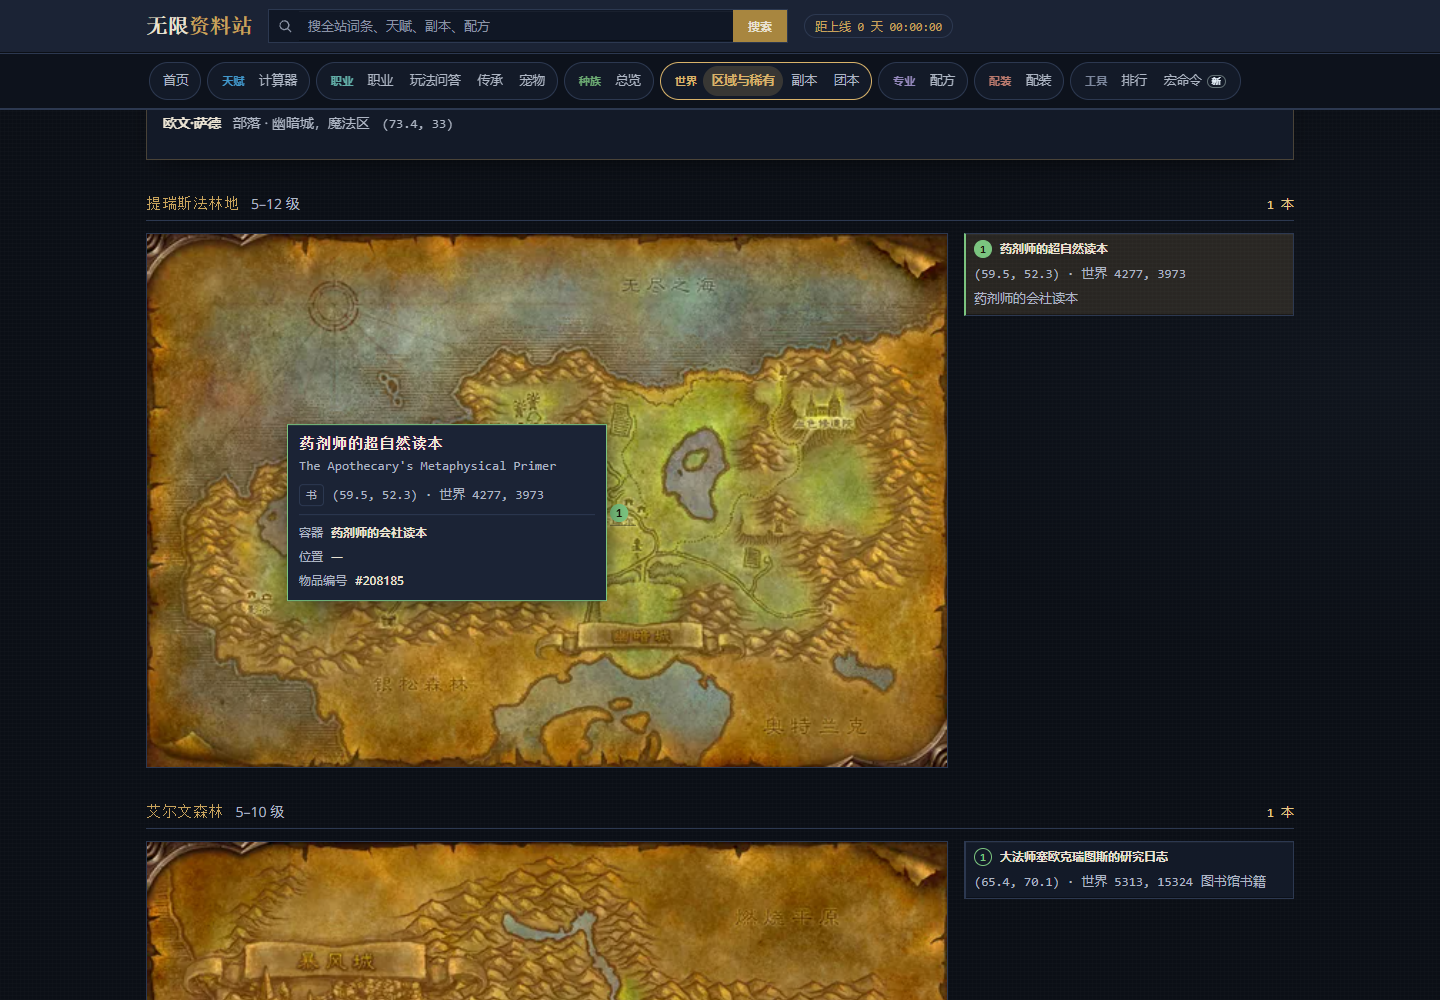 无限资料站
搜全站词条、天赋、副本、配方
搜索
距上线 0 天 00:00:00
首页
天赋 计算器
职业 职业 玩法问答 传承 宠物
种族 总览
世界 区域与稀有 副本 团本
专业 配方
配装 配装
工具 排行 宏命令 新
欧文·萨德 部落 · 幽暗城，魔法区 (73.4, 33)
提瑞斯法林地 5–12 级
1 本
无尽之海
血色修道院
幽暗城
银松森林
奥特兰克
1
药剂师的超自然读本
The Apothecary's Metaphysical Primer
书 (59.5, 52.3) · 世界 4277, 3973
容器 药剂师的会社读本
位置 —
物品编号 #208185
1 药剂师的超自然读本
(59.5, 52.3) · 世界 4277, 3973
药剂师的会社读本
艾尔文森林 5–10 级
1 本
燃烧平原
暴风城
1 大法师塞欧克瑞图斯的研究日志
(65.4, 70.1) · 世界 5313, 15324 图书馆书籍